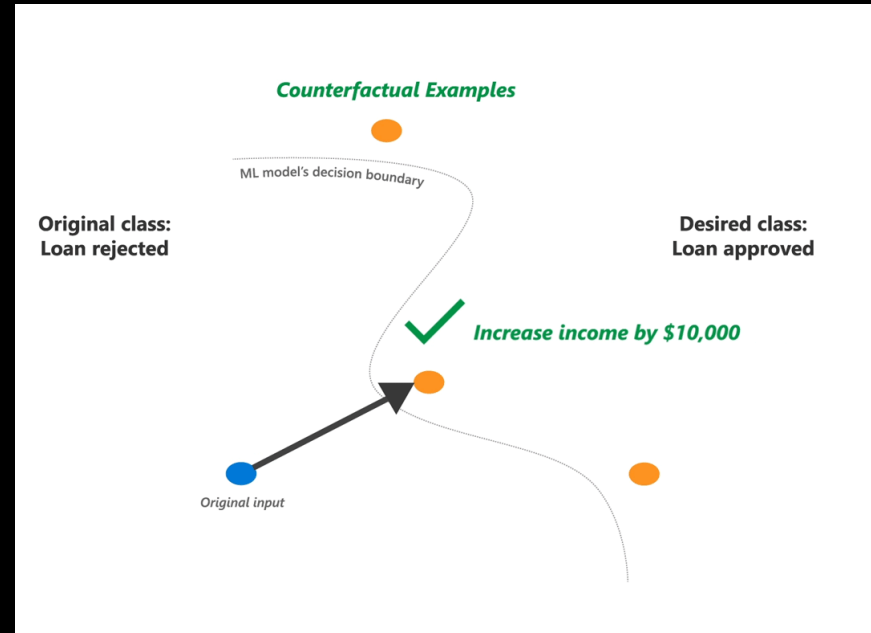 Counterfactual Examples
ML model's decision boundary
Original class:
Loan rejected
Desired class:
Loan approved
Increase income by $10,000
Original input